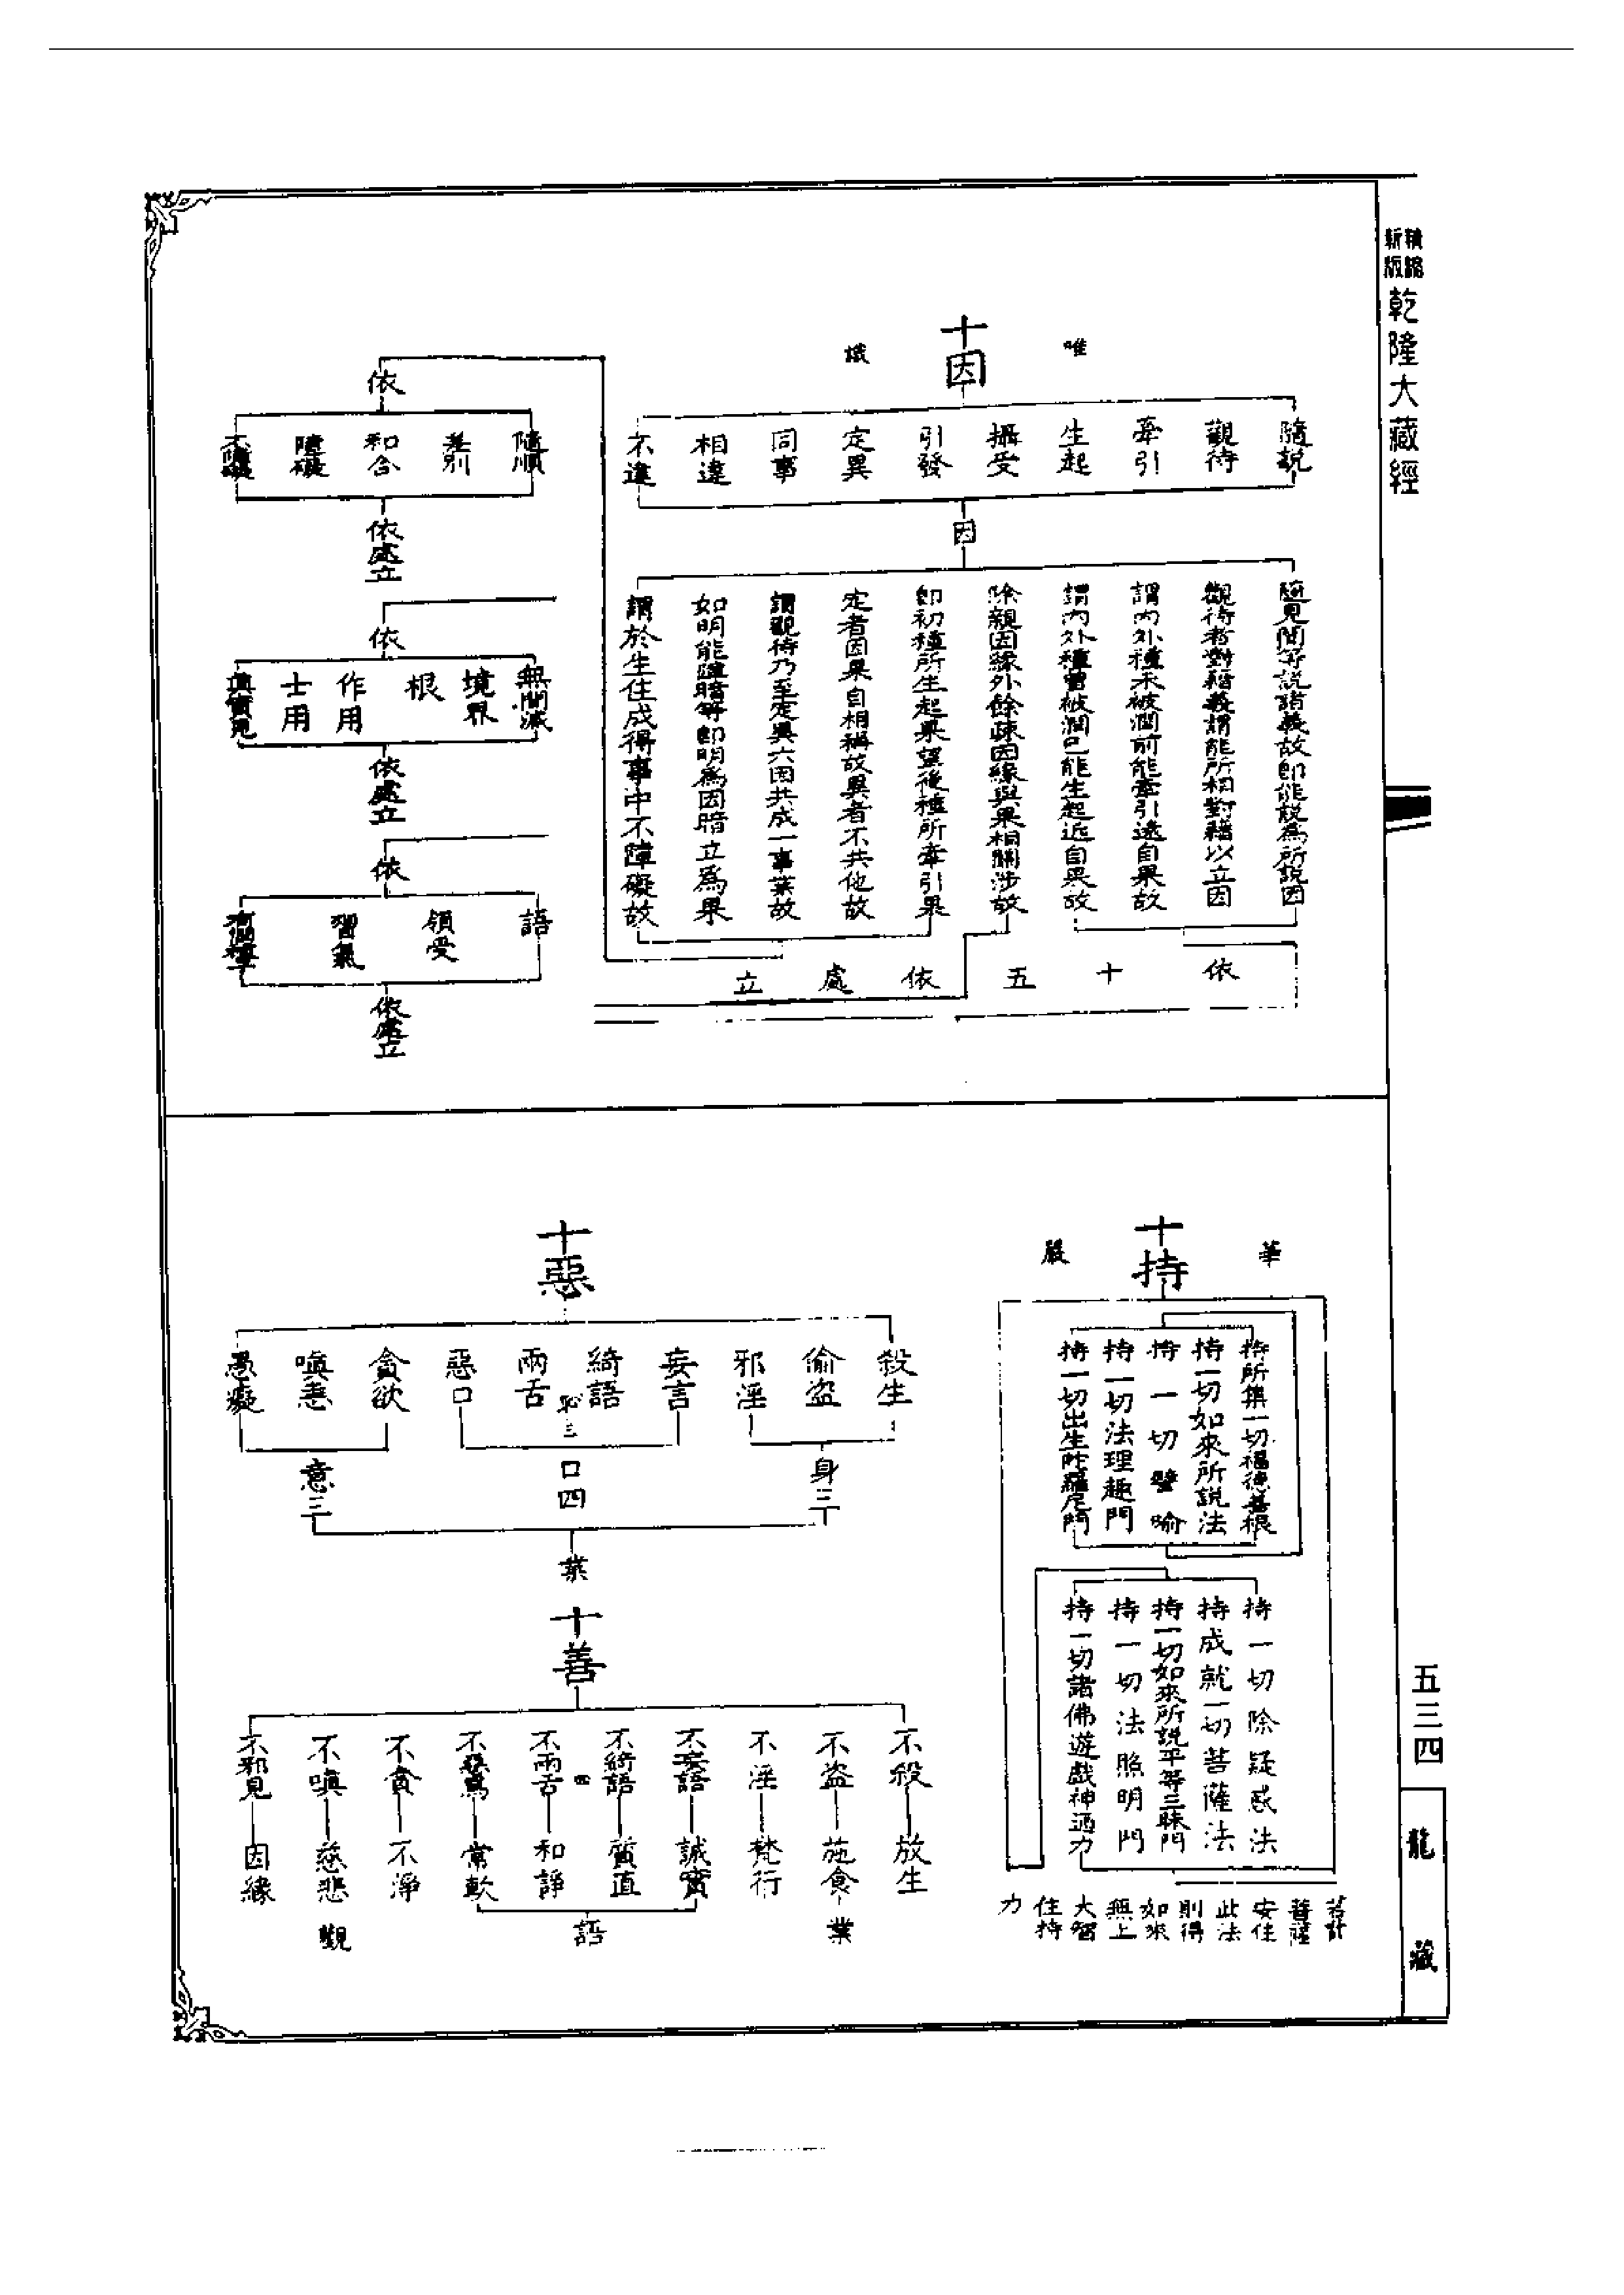 新版
精縮
乾隆大藏經
唯識
十因
隨說
觀待
牽引
生起
攝受
引發
定異
同事
相違
不違
因
隨見聞等說諸義故即能說為所說因
觀待者對藉義謂能所相對藉以立因
謂內外種未被潤前能牽引遠自果故
謂內外種曾被潤已能生起近自果故
除親因緣外餘疎因緣與果相關涉故
即初種所生起果望後種所牽引果
定者因果自相稱故異者不共他故
謂觀待乃至定異六因共成一事業故
如明能障暗等即明為因暗立為果
謂於生住成得事中不障礙故
依十五依處立
依
隨順
差別
和合
障礙
不障礙
依處立
依
無間滅
境界
根
作用
士用
真實見
依處立
依
語
領受
習氣
有潤種子
依處立
華嚴
十持
持所集一切福德善根
持一切如來所說法
持一切譬喻
持一切法理趣門
持一切出生陀羅尼門
持一切除疑惑法
持成就一切菩薩法
持一切如來所說平等三昧門
持一切法照明門
持一切諸佛遊戲神通力
若諸
菩薩
安住
此法
則得
如來
無上
大智
住持
力
十惡
殺生
偷盜
邪淫
妄言
綺語
兩舌
惡口
貪欲
嗔恚
愚癡
身三
口四
意三
業
十善
不殺
不盜
不淫
不妄語
不綺語
不兩舌
不惡罵
不貪
不嗔
不邪見
放生
施食
梵行
誠實
質直
和諍
常軟
不淨
慈悲
因緣
業
語
觀
五三四
龍藏